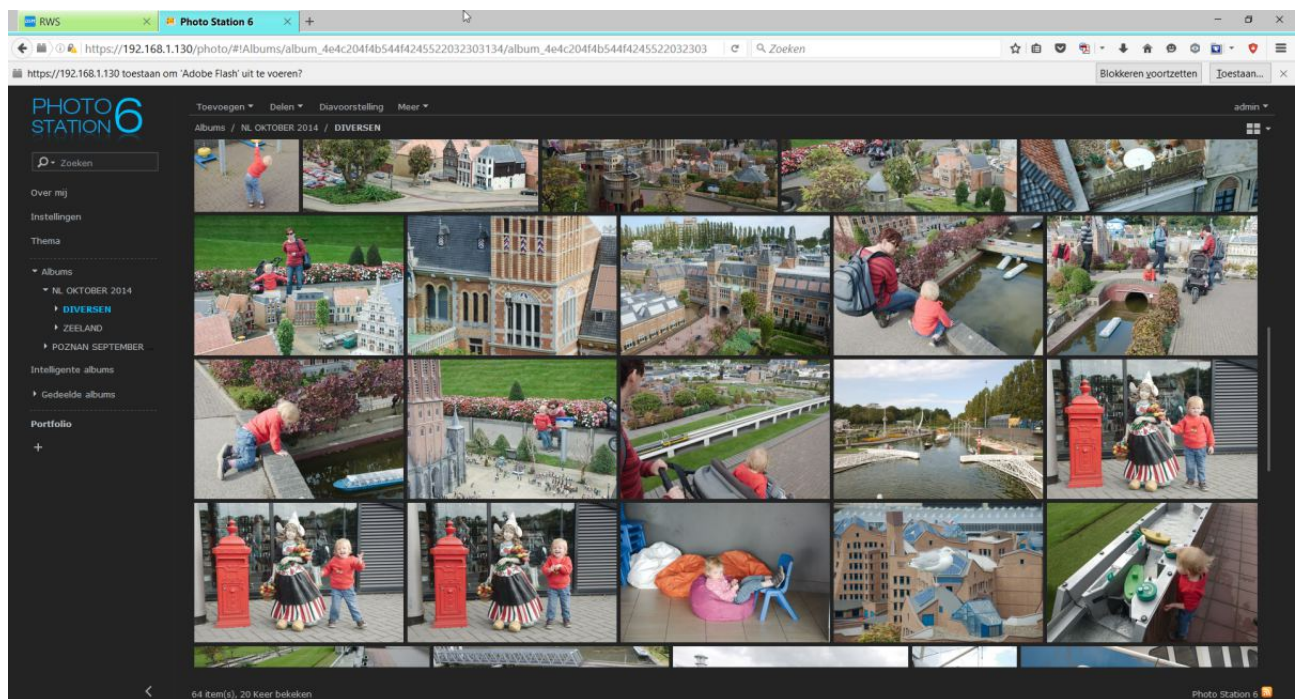 RWS
Photo Station 6
https://192.168.1.130/photo/#!Albums/album_4e4c204f4b544f4245522032303134/album_4e4c204f4b544f4245522032303
Zoeken
https://192.168.1.130 toestaan om 'Adobe Flash' uit te voeren?
Blokkeren voortzetten
Toestaan...
PHOTO STATION 6
Toevoegen
Delen
Diavoorstelling
Meer
admin
Albums / NL OKTOBER 2014 / DIVERSEN
Zoeken
Over mij
Instellingen
Thema
Albums
NL OKTOBER 2014
DIVERSEN
ZEELAND
POZNAN SEPTEMBER
Intelligente albums
Gedeelde albums
Portfolio
+
64 item(s), 20 Keer bekeken
Photo Station 6